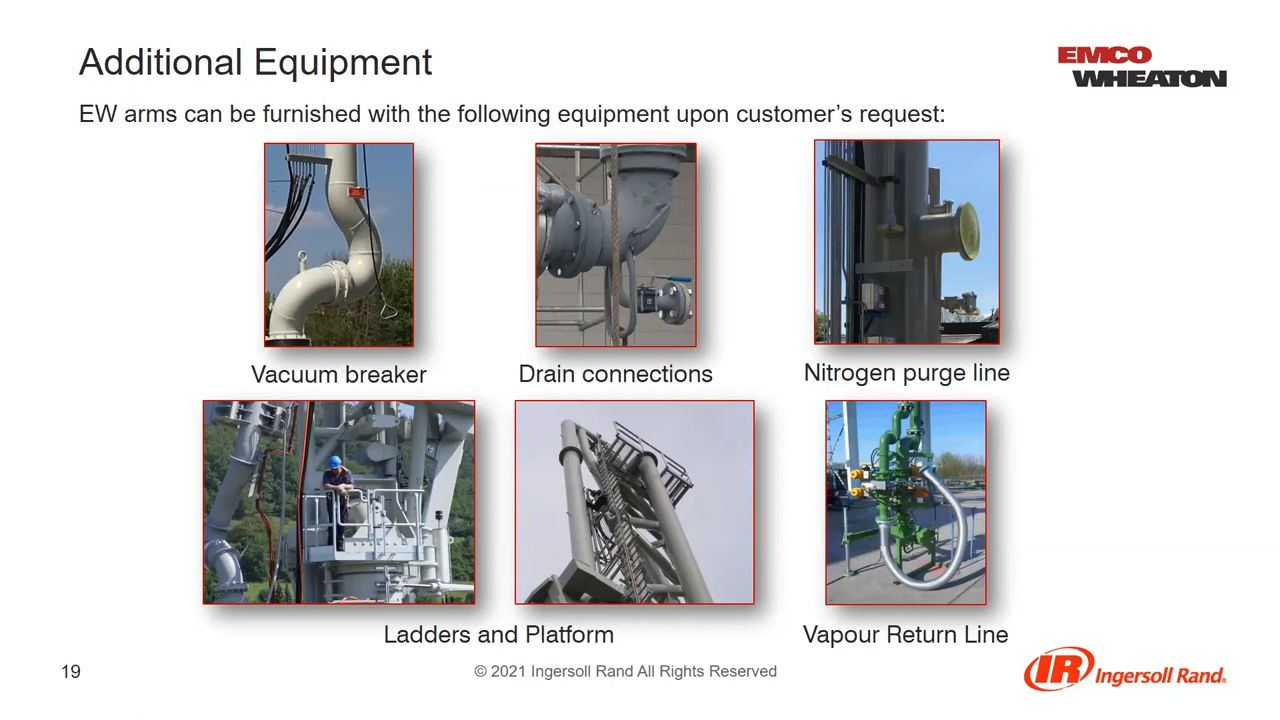 Additional Equipment
EMCO
WHEATON
EW arms can be furnished with the following equipment upon customer’s request:
Vacuum breaker
Drain connections
Nitrogen purge line
Ladders and Platform
Vapour Return Line
19
© 2021 Ingersoll Rand All Rights Reserved
IR Ingersoll Rand®